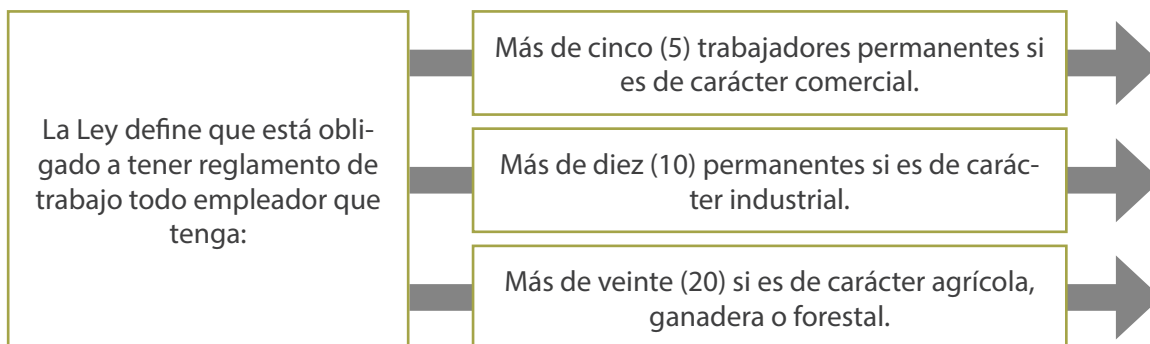 La Ley define que está obli-
gado a tener reglamento de
trabajo todo empleador que
tenga:
Más de cinco (5) trabajadores permanentes si
es de carácter comercial.
Más de diez (10) permanentes si es de carác-
ter industrial.
Más de veinte (20) si es de carácter agrícola,
ganadera o forestal.